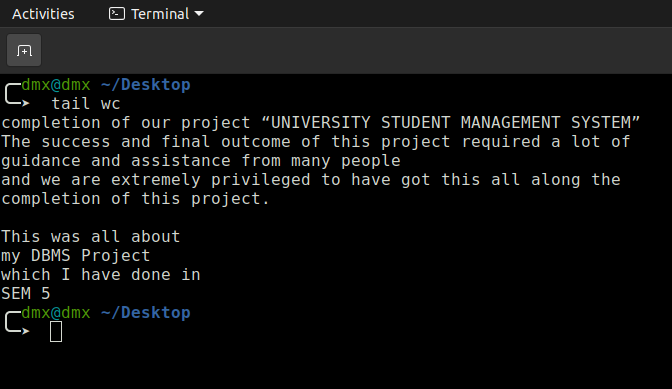 Activities
Terminal
dmx@dmx ~/Desktop
tail wc
completion of our project “UNIVERSITY STUDENT MANAGEMENT SYSTEM”
The success and final outcome of this project required a lot of
guidance and assistance from many people
and we are extremely privileged to have got this all along the
completion of this project.
This was all about
my DBMS Project
which I have done in
SEM 5
dmx@dmx ~/Desktop